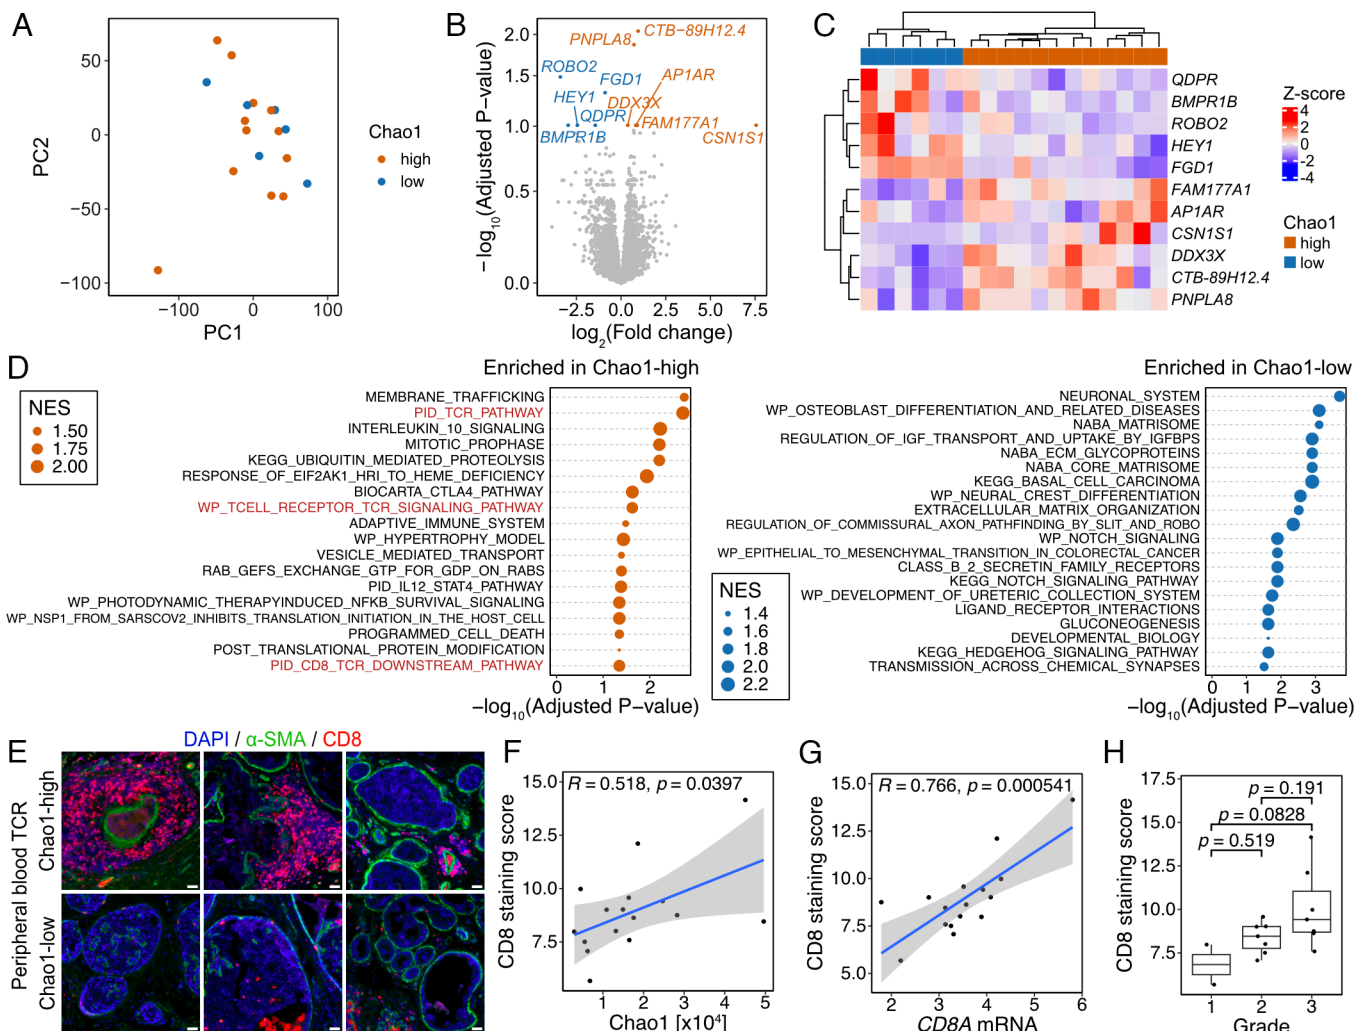 A
50
0
−50
−100
PC2
−100
0
100
PC1
Chao1
high
low
B
2.0
1.5
1.0
0.5
0.0
−log10(Adjusted P−value)
CTB−89H12.4
PNPLA8
ROBO2
FGD1
AP1AR
HEY1
DDX3X
QDPR
FAM177A1
BMPR1B
CSN1S1
−2.5
0.0
2.5
5.0
7.5
log2(Fold change)
C
QDPR
BMPR1B
ROBO2
HEY1
FGD1
FAM177A1
AP1AR
CSN1S1
DDX3X
CTB-89H12.4
PNPLA8
Z-score
4
2
0
-2
-4
Chao1
high
low
D
Enriched in Chao1-high
NES
1.50
1.75
2.00
MEMBRANE_TRAFFICKING
PID_TCR_PATHWAY
INTERLEUKIN_10_SIGNALING
MITOTIC_PROPHASE
KEGG_UBIQUITIN_MEDIATED_PROTEOLYSIS
RESPONSE_OF_EIF2AK1_HRI_TO_HEME_DEFICIENCY
BIOCARTA_CTLA4_PATHWAY
WP_TCELL_RECEPTOR_TCR_SIGNALING_PATHWAY
ADAPTIVE_IMMUNE_SYSTEM
WP_HYPERTROPHY_MODEL
VESICLE_MEDIATED_TRANSPORT
RAB_GEFS_EXCHANGE_GTP_FOR_GDP_ON_RABS
PID_IL12_STAT4_PATHWAY
WP_PHOTODYNAMIC_THERAPYINDUCED_NFKB_SURVIVAL_SIGNALING
WP_NSP1_FROM_SARSCOV2_INHIBITS_TRANSLATION_INITIATION_IN_THE_HOST_CELL
PROGRAMMED_CELL_DEATH
POST_TRANSLATIONAL_PROTEIN_MODIFICATION
PID_CD8_TCR_DOWNSTREAM_PATHWAY
0
1
2
−log10(Adjusted P−value)
Enriched in Chao1-low
NES
1.4
1.6
1.8
2.0
2.2
NEURONAL_SYSTEM
WP_OSTEOBLAST_DIFFERENTIATION_AND_RELATED_DISEASES
NABA_MATRISOME
REGULATION_OF_IGF_TRANSPORT_AND_UPTAKE_BY_IGFBPS
NABA_ECM_GLYCOPROTEINS
NABA_CORE_MATRISOME
KEGG_BASAL_CELL_CARCINOMA
WP_NEURAL_CREST_DIFFERENTIATION
EXTRACELLULAR_MATRIX_ORGANIZATION
REGULATION_OF_COMMISSURAL_AXON_PATHFINDING_BY_SLIT_AND_ROBO
WP_NOTCH_SIGNALING
WP_EPITHELIAL_TO_MESENCHYMAL_TRANSITION_IN_COLORECTAL_CANCER
CLASS_B_2_SECRETIN_FAMILY_RECEPTORS
KEGG_NOTCH_SIGNALING_PATHWAY
WP_DEVELOPMENT_OF_URETERIC_COLLECTION_SYSTEM
LIGAND_RECEPTOR_INTERACTIONS
GLUCONEOGENESIS
DEVELOPMENTAL_BIOLOGY
KEGG_HEDGEHOG_SIGNALING_PATHWAY
TRANSMISSION_ACROSS_CHEMICAL_SYNAPSES
0
1
2
3
−log10(Adjusted P−value)
E
DAPI / α-SMA / CD8
Peripheral blood TCR
Chao1-high
Chao1-low
F
15.0
12.5
10.0
7.5
CD8 staining score
R = 0.518, p = 0.0397
1
2
3
4
5
Chao1 [x10⁴]
G
15.0
12.5
10.0
7.5
5.0
CD8 staining score
R = 0.766, p = 0.000541
2
3
4
5
6
CD8A mRNA
H
17.5
15.0
12.5
10.0
7.5
CD8 staining score
p = 0.191
p = 0.0828
p = 0.519
1
2
3
Grade